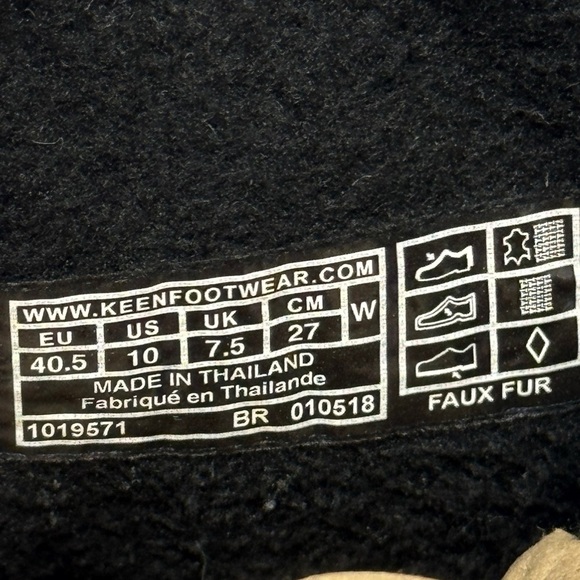 WWW.KEENFOOTWEAR.COM
EU US UK CM W
40.5 10 7.5 27
MADE IN THAILAND
Fabriqué en Thailande
1019571 BR 010518
FAUX FUR